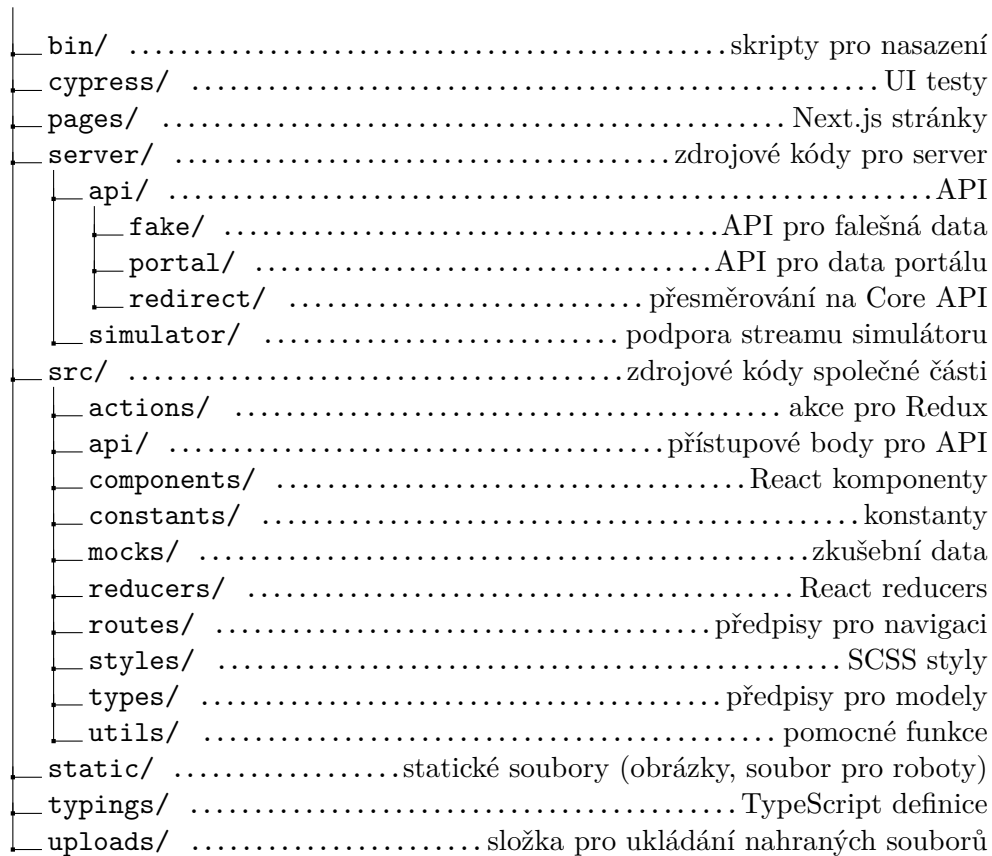 bin/ ................................................ skripty pro nasazení
cypress/ ................................................ UI testy
pages/ ................................................ Next.js stránky
server/ ................................................ zdrojové kódy pro server
api/ ................................................ API
fake/ ................................................ API pro falešná data
portal/ ................................................ API pro data portálu
redirect/ ................................................ přesměrování na Core API
simulator/ ................................................ podpora streamu simulátoru
src/ ................................................ zdrojové kódy společné části
actions/ ................................................ akce pro Redux
api/ ................................................ přístupové body pro API
components/ ................................................ React komponenty
constants/ ................................................ konstanty
mocks/ ................................................ zkušební data
reducers/ ................................................ React reducers
routes/ ................................................ předpisy pro navigaci
styles/ ................................................ SCSS styly
types/ ................................................ předpisy pro modely
utils/ ................................................ pomocné funkce
static/ ................................................ statické soubory (obrázky, soubor pro roboty)
typings/ ................................................ TypeScript definice
uploads/ ................................................ složka pro ukládání nahraných souborů